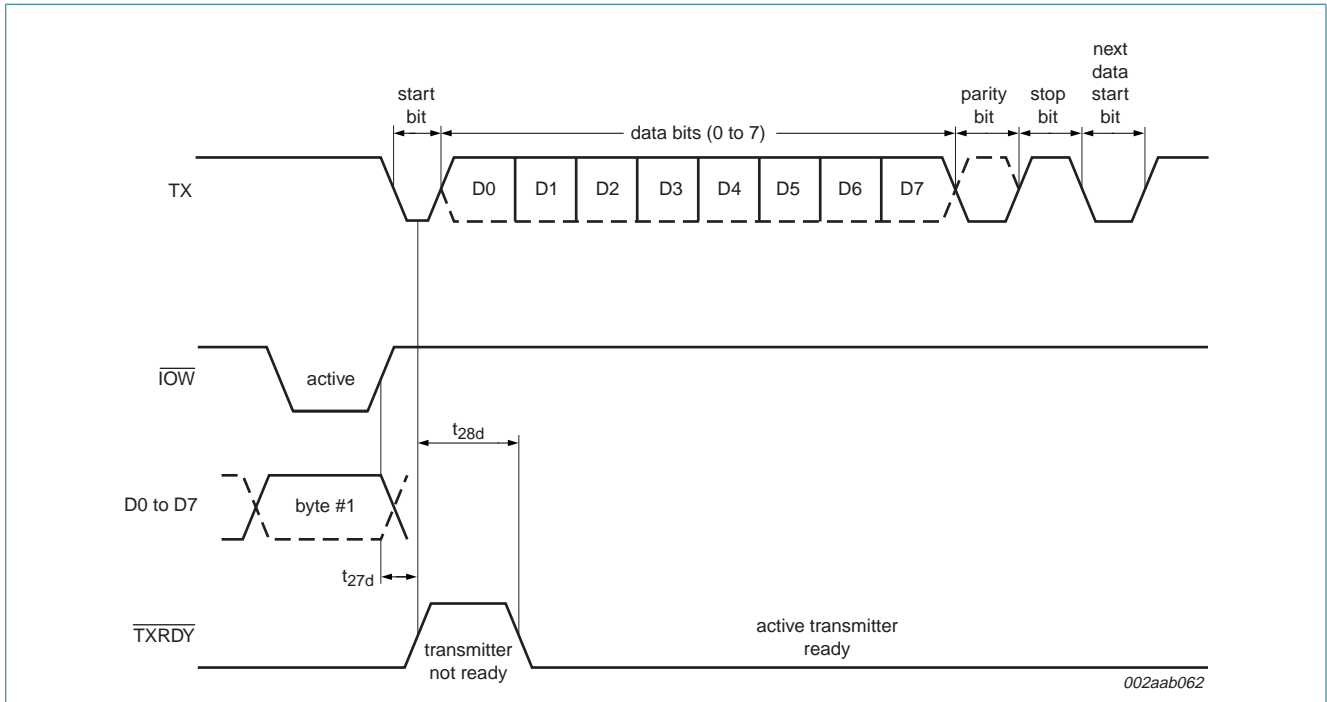 next
data
start
bit
start
bit
parity
bit
stop
bit
data bits (0 to 7)
TX
D0 D1 D2 D3 D4 D5 D6 D7
IOW
active
t28d
D0 to D7
byte #1
t27d
TXRDY
transmitter
not ready
active transmitter
ready
002aab062